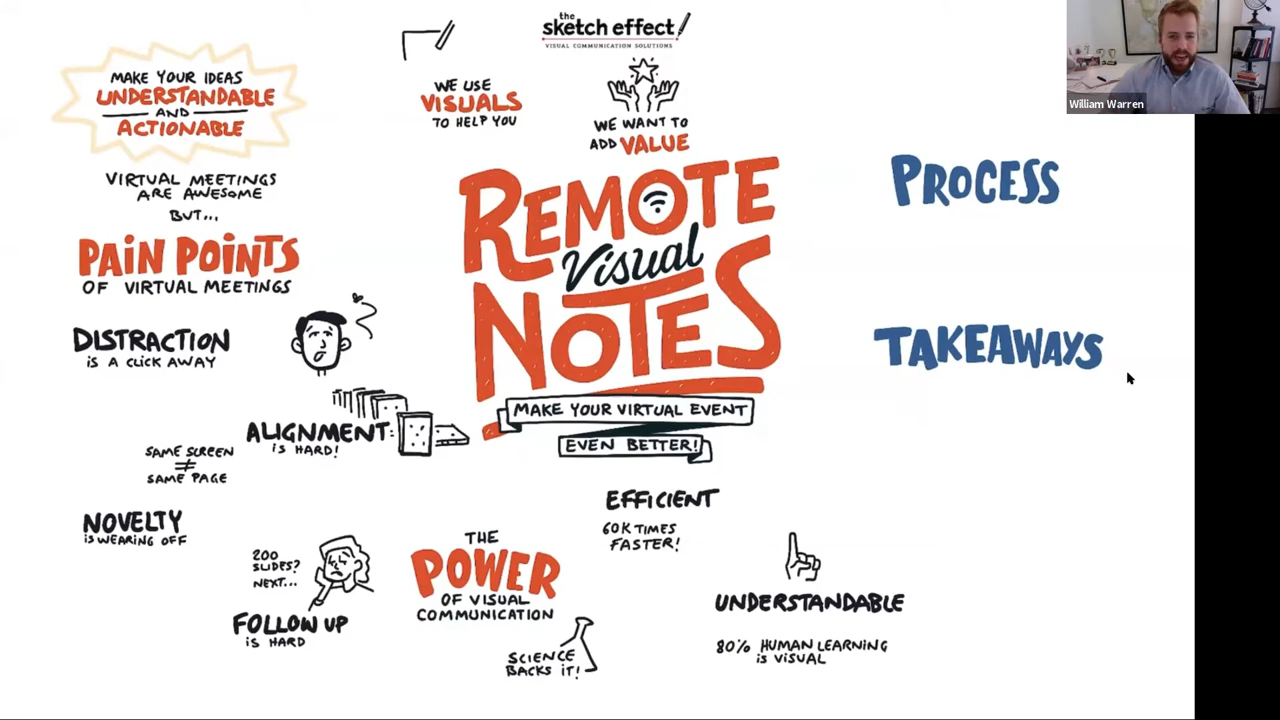 the
sketch effect
VISUAL COMMUNICATION SOLUTIONS
William Warren
MAKE YOUR IDEAS
UNDERSTANDABLE
AND
ACTIONABLE
VIRTUAL MEETINGS
ARE AWESOME
BUT...
PAIN POINTS
OF VIRTUAL MEETINGS
DISTRACTION
IS A CLICK AWAY
ALIGNMENT
IS HARD!
SAME SCREEN
≠
SAME PAGE
NOVELTY
IS WEARING OFF
200
SLIDES?
NEXT...
FOLLOW UP
IS HARD
WE USE
VISUALS
TO HELP YOU
WE WANT TO
ADD VALUE
REMOTE
Visual
NOTES
MAKE YOUR VIRTUAL EVENT
EVEN BETTER!
THE
POWER
OF VISUAL
COMMUNICATION
SCIENCE
BACKS IT!
EFFICIENT
60K TIMES
FASTER!
UNDERSTANDABLE
80% HUMAN LEARNING
IS VISUAL
PROCESS
TAKEAWAYS